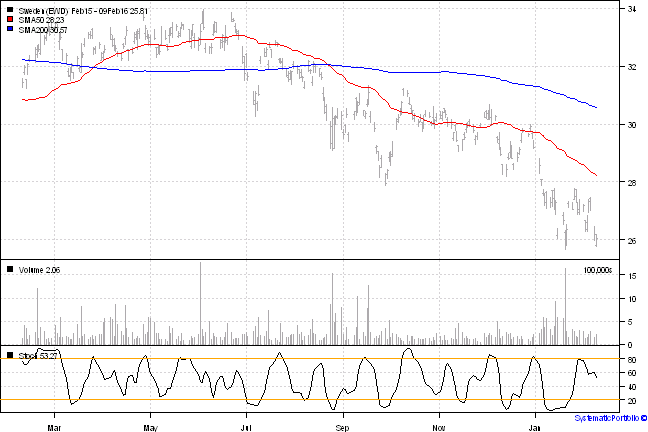 Sweden (EWD) Feb15 - 09Feb16 25.81
SMA50 28.23
SMA200 30.57
34
32
30
28
26
Volume 2.06
100,000s
15
10
5
0
Stoch 53.27
80
60
40
20
Mar May Jul Sep Nov Jan
SystematicPortfolio ©